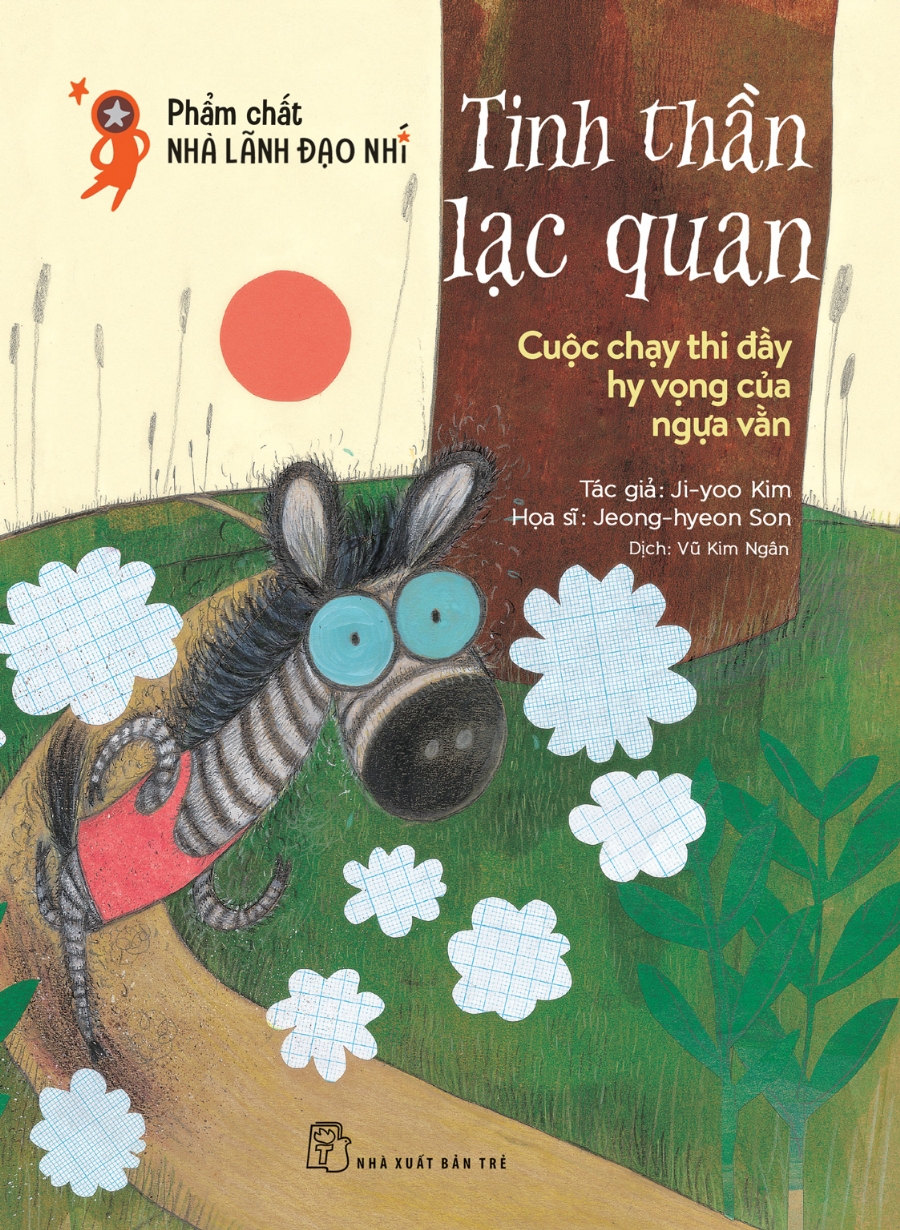 Phẩm chất
NHÀ LÃNH ĐẠO NHÍ
Tinh thần
lạc quan
Cuộc chạy thi đầy
hy vọng của
ngựa vằn
Tác giả: Ji-yoo Kim
Họa sĩ: Jeong-hyeon Son
Dịch: Vũ Kim Ngân
T
NHÀ XUẤT BẢN TRẺ